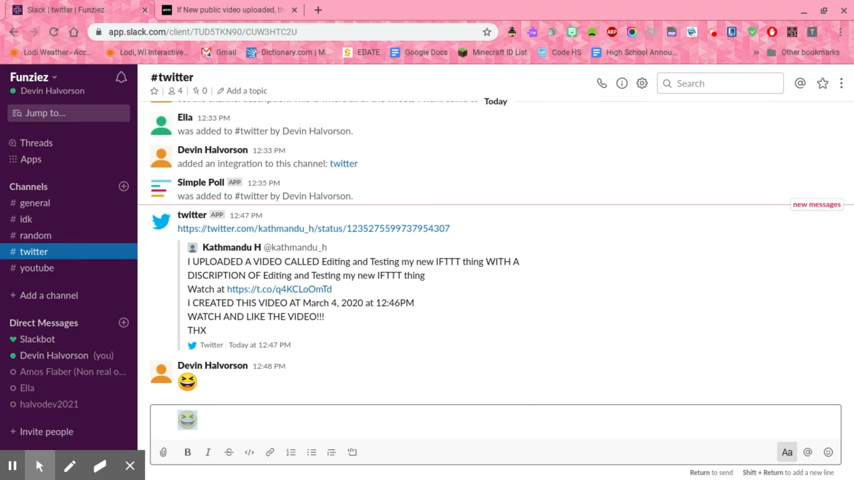 Slack | twitter | Funziez
If New public video uploaded, th
app.slack.com/client/TUD5TKN90/CUW3HTC2U
Lodi Weather - Acc...
Lodi, WI Interactive...
Gmail
Dictionary.com | M...
EDATE
Google Docs
Minecraft ID List
Code HS
High School Annou...
Other bookmarks
Funziez
Devin Halvorson
Jump to...
Threads
Apps
Channels
# general
# idk
# random
# twitter
# youtube
+ Add a channel
Direct Messages
Slackbot
Devin Halvorson (you)
Amos Flaber (Non real o...
Ella
halvodev2021
+ Invite people
#twitter
4
0
Add a topic
Search
Today
Ella 12:33 PM
was added to #twitter by Devin Halvorson.
Devin Halvorson 12:33 PM
added an integration to this channel: twitter
Simple Poll APP 12:35 PM
was added to #twitter by Devin Halvorson.
new messages
twitter APP 12:47 PM
https://twitter.com/kathmandu_h/status/1235275599737954307
Kathmandu H @kathmandu_h
I UPLOADED A VIDEO CALLED Editing and Testing my new IFTTT thing WITH A
DISCRIPTION OF Editing and Testing my new IFTTT thing
Watch at https://t.co/q4KCLoOmTd
I CREATED THIS VIDEO AT March 4, 2020 at 12:46PM
WATCH AND LIKE THE VIDEO!!!
THX
Twitter | Today at 12:47 PM
Devin Halvorson 12:48 PM
B I S Aa @
Return to send Shift + Return to add a new line